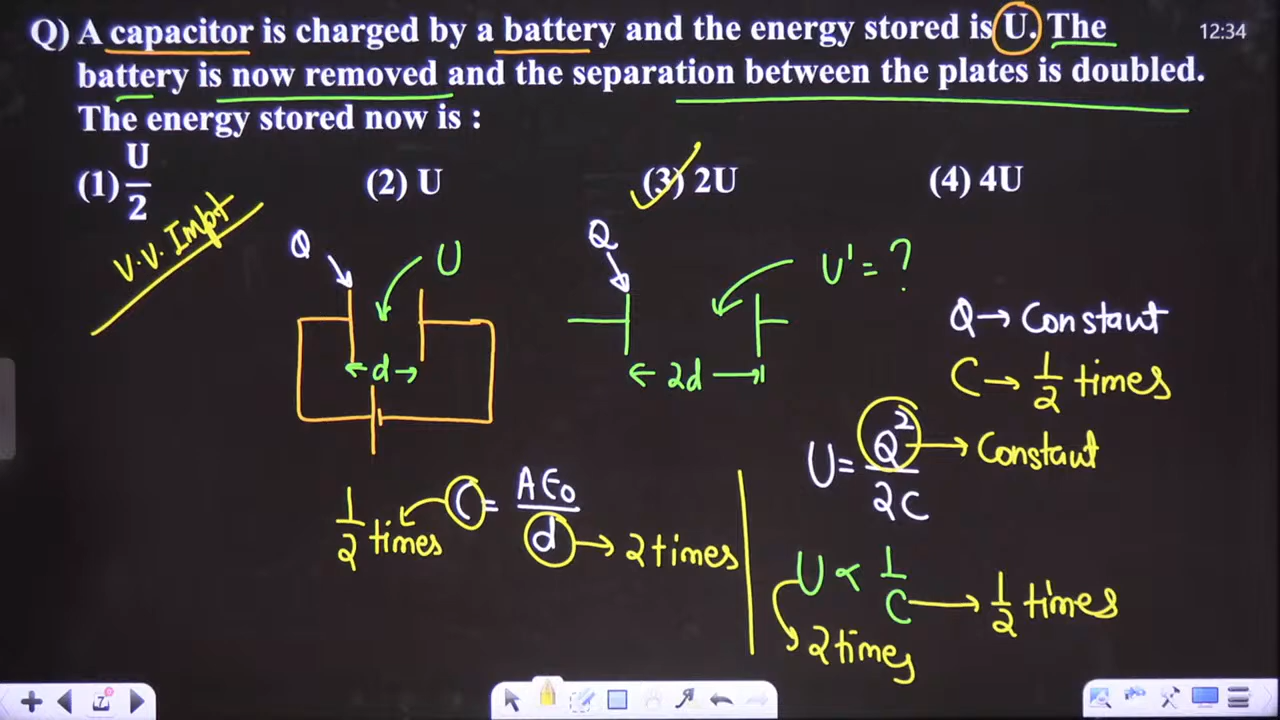 Q) A capacitor is charged by a battery and the energy stored is U. The
12:34
battery is now removed and the separation between the plates is doubled.
The energy stored now is :
(1) U/2 (2) U (3) 2U (4) 4U
V.V. Impt
Q U
d
Q U' = ?
2d
Q → Constant
C → 1/2 times
U = Q²/2C → Constant
1/2 times C = A∈₀/d → 2 times
U ∝ 1/C → 1/2 times
2 times
7